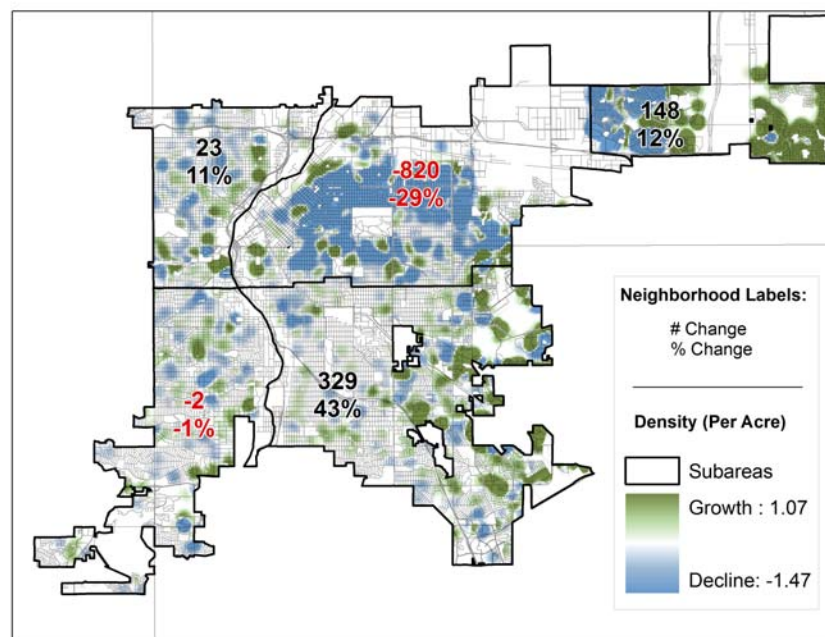 148
12%
23
11%
-820
-29%
329
43%
-2
-1%
Neighborhood Labels:
# Change
% Change
Density (Per Acre)
Subareas
Growth : 1.07
Decline: -1.47